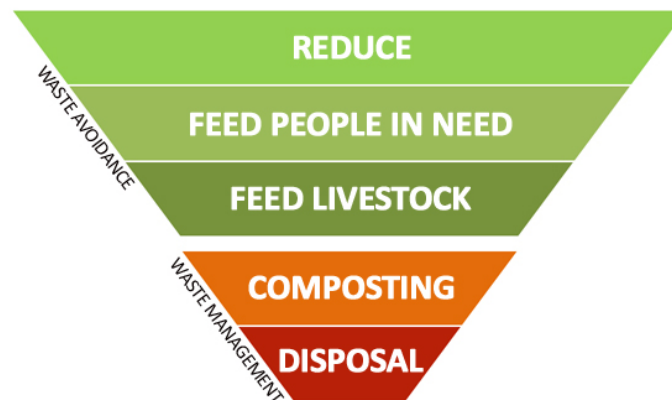 REDUCE
WASTE AVOIDANCE
FEED PEOPLE IN NEED
FEED LIVESTOCK
WASTE MANAGEMENT
COMPOSTING
DISPOSAL